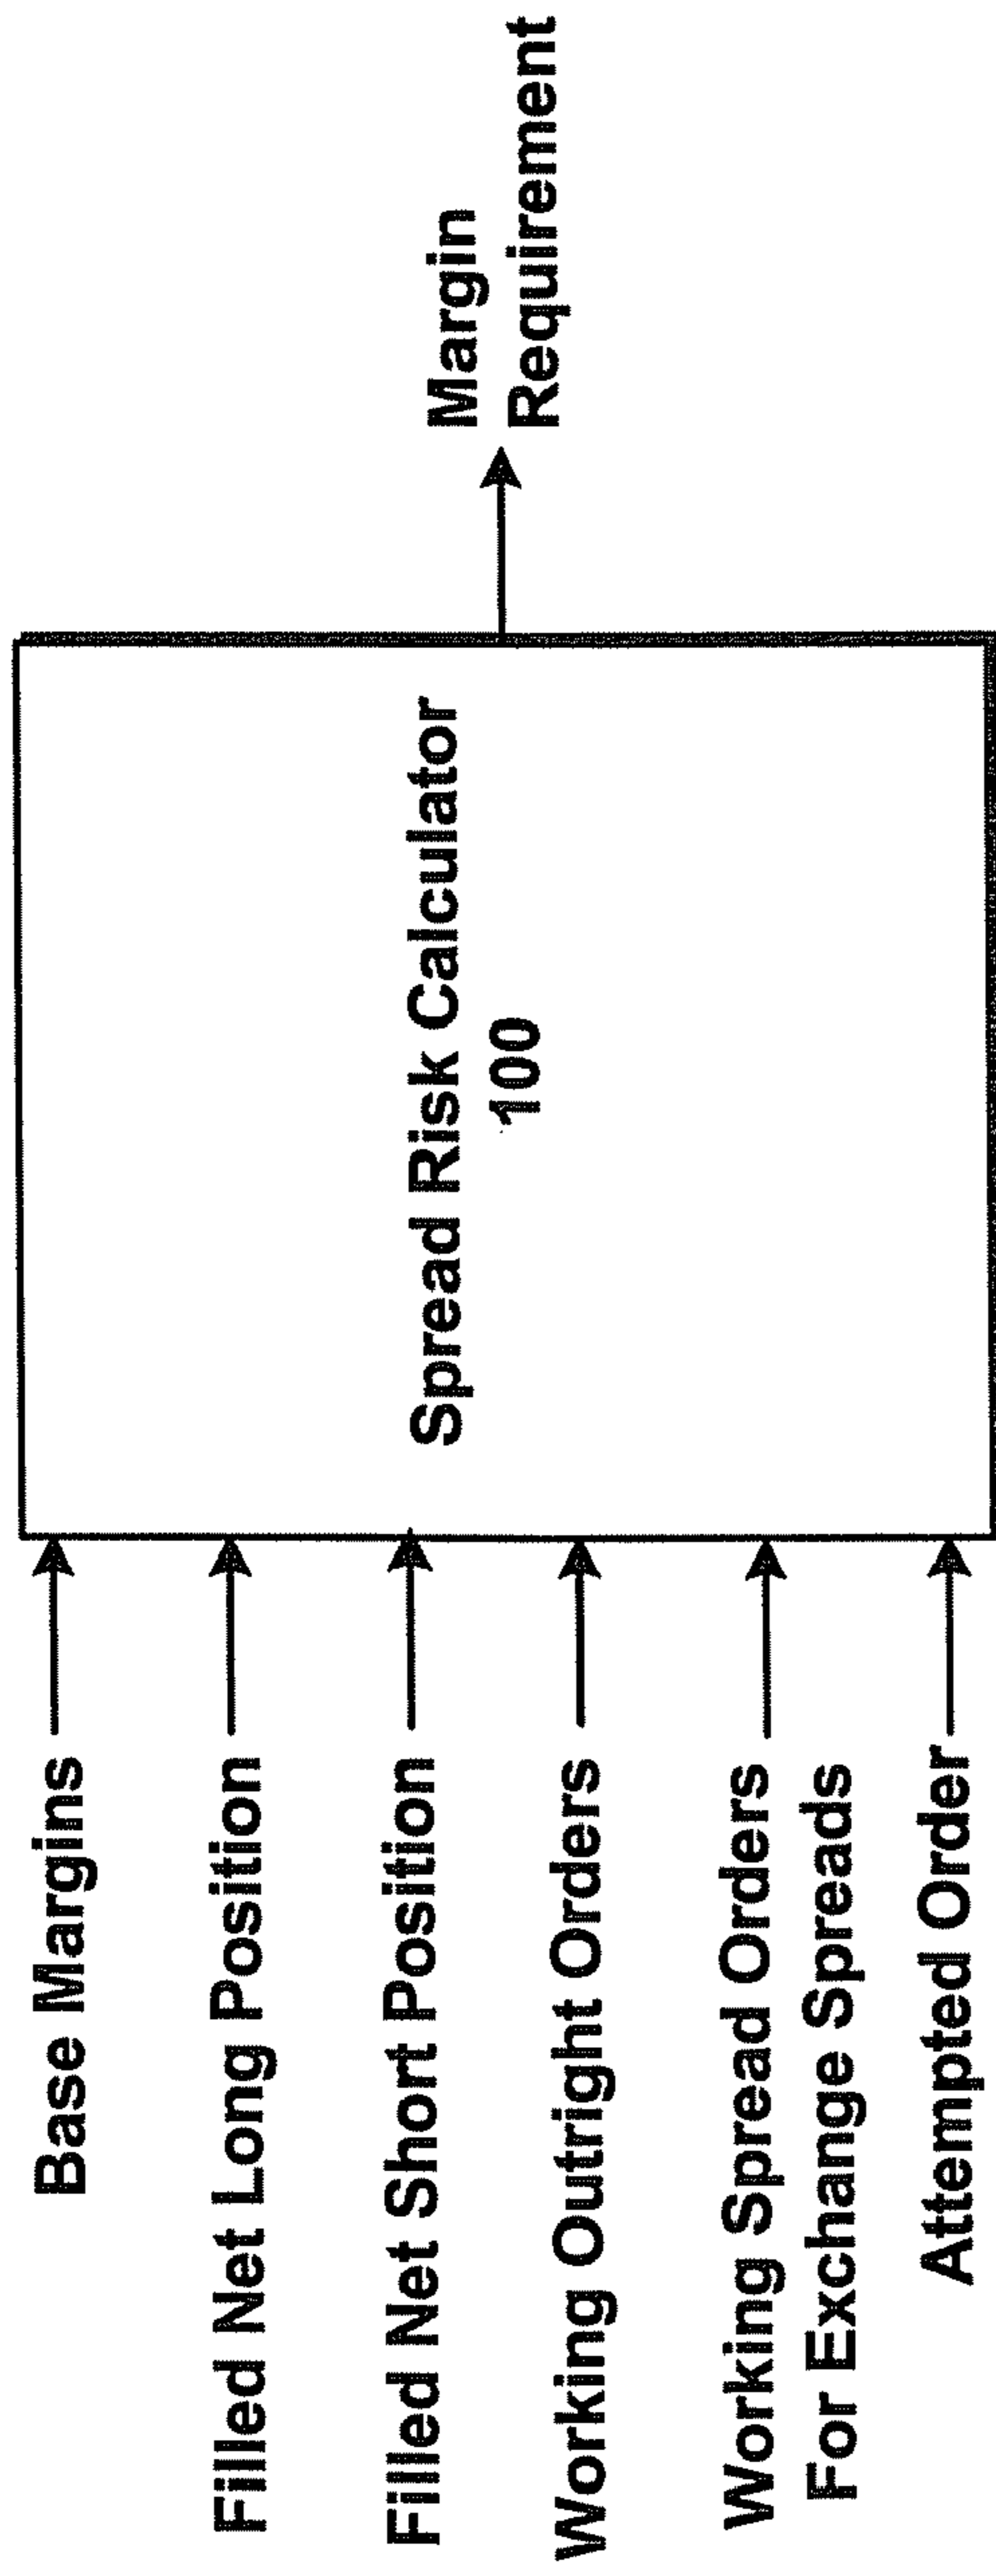 Base Margins
Filled Net Long Position
Filled Net Short Position
Working Outright Orders
Working Spread Orders
For Exchange Spreads
Attempted Order
Spread Risk Calculator
100
Margin
Requirement